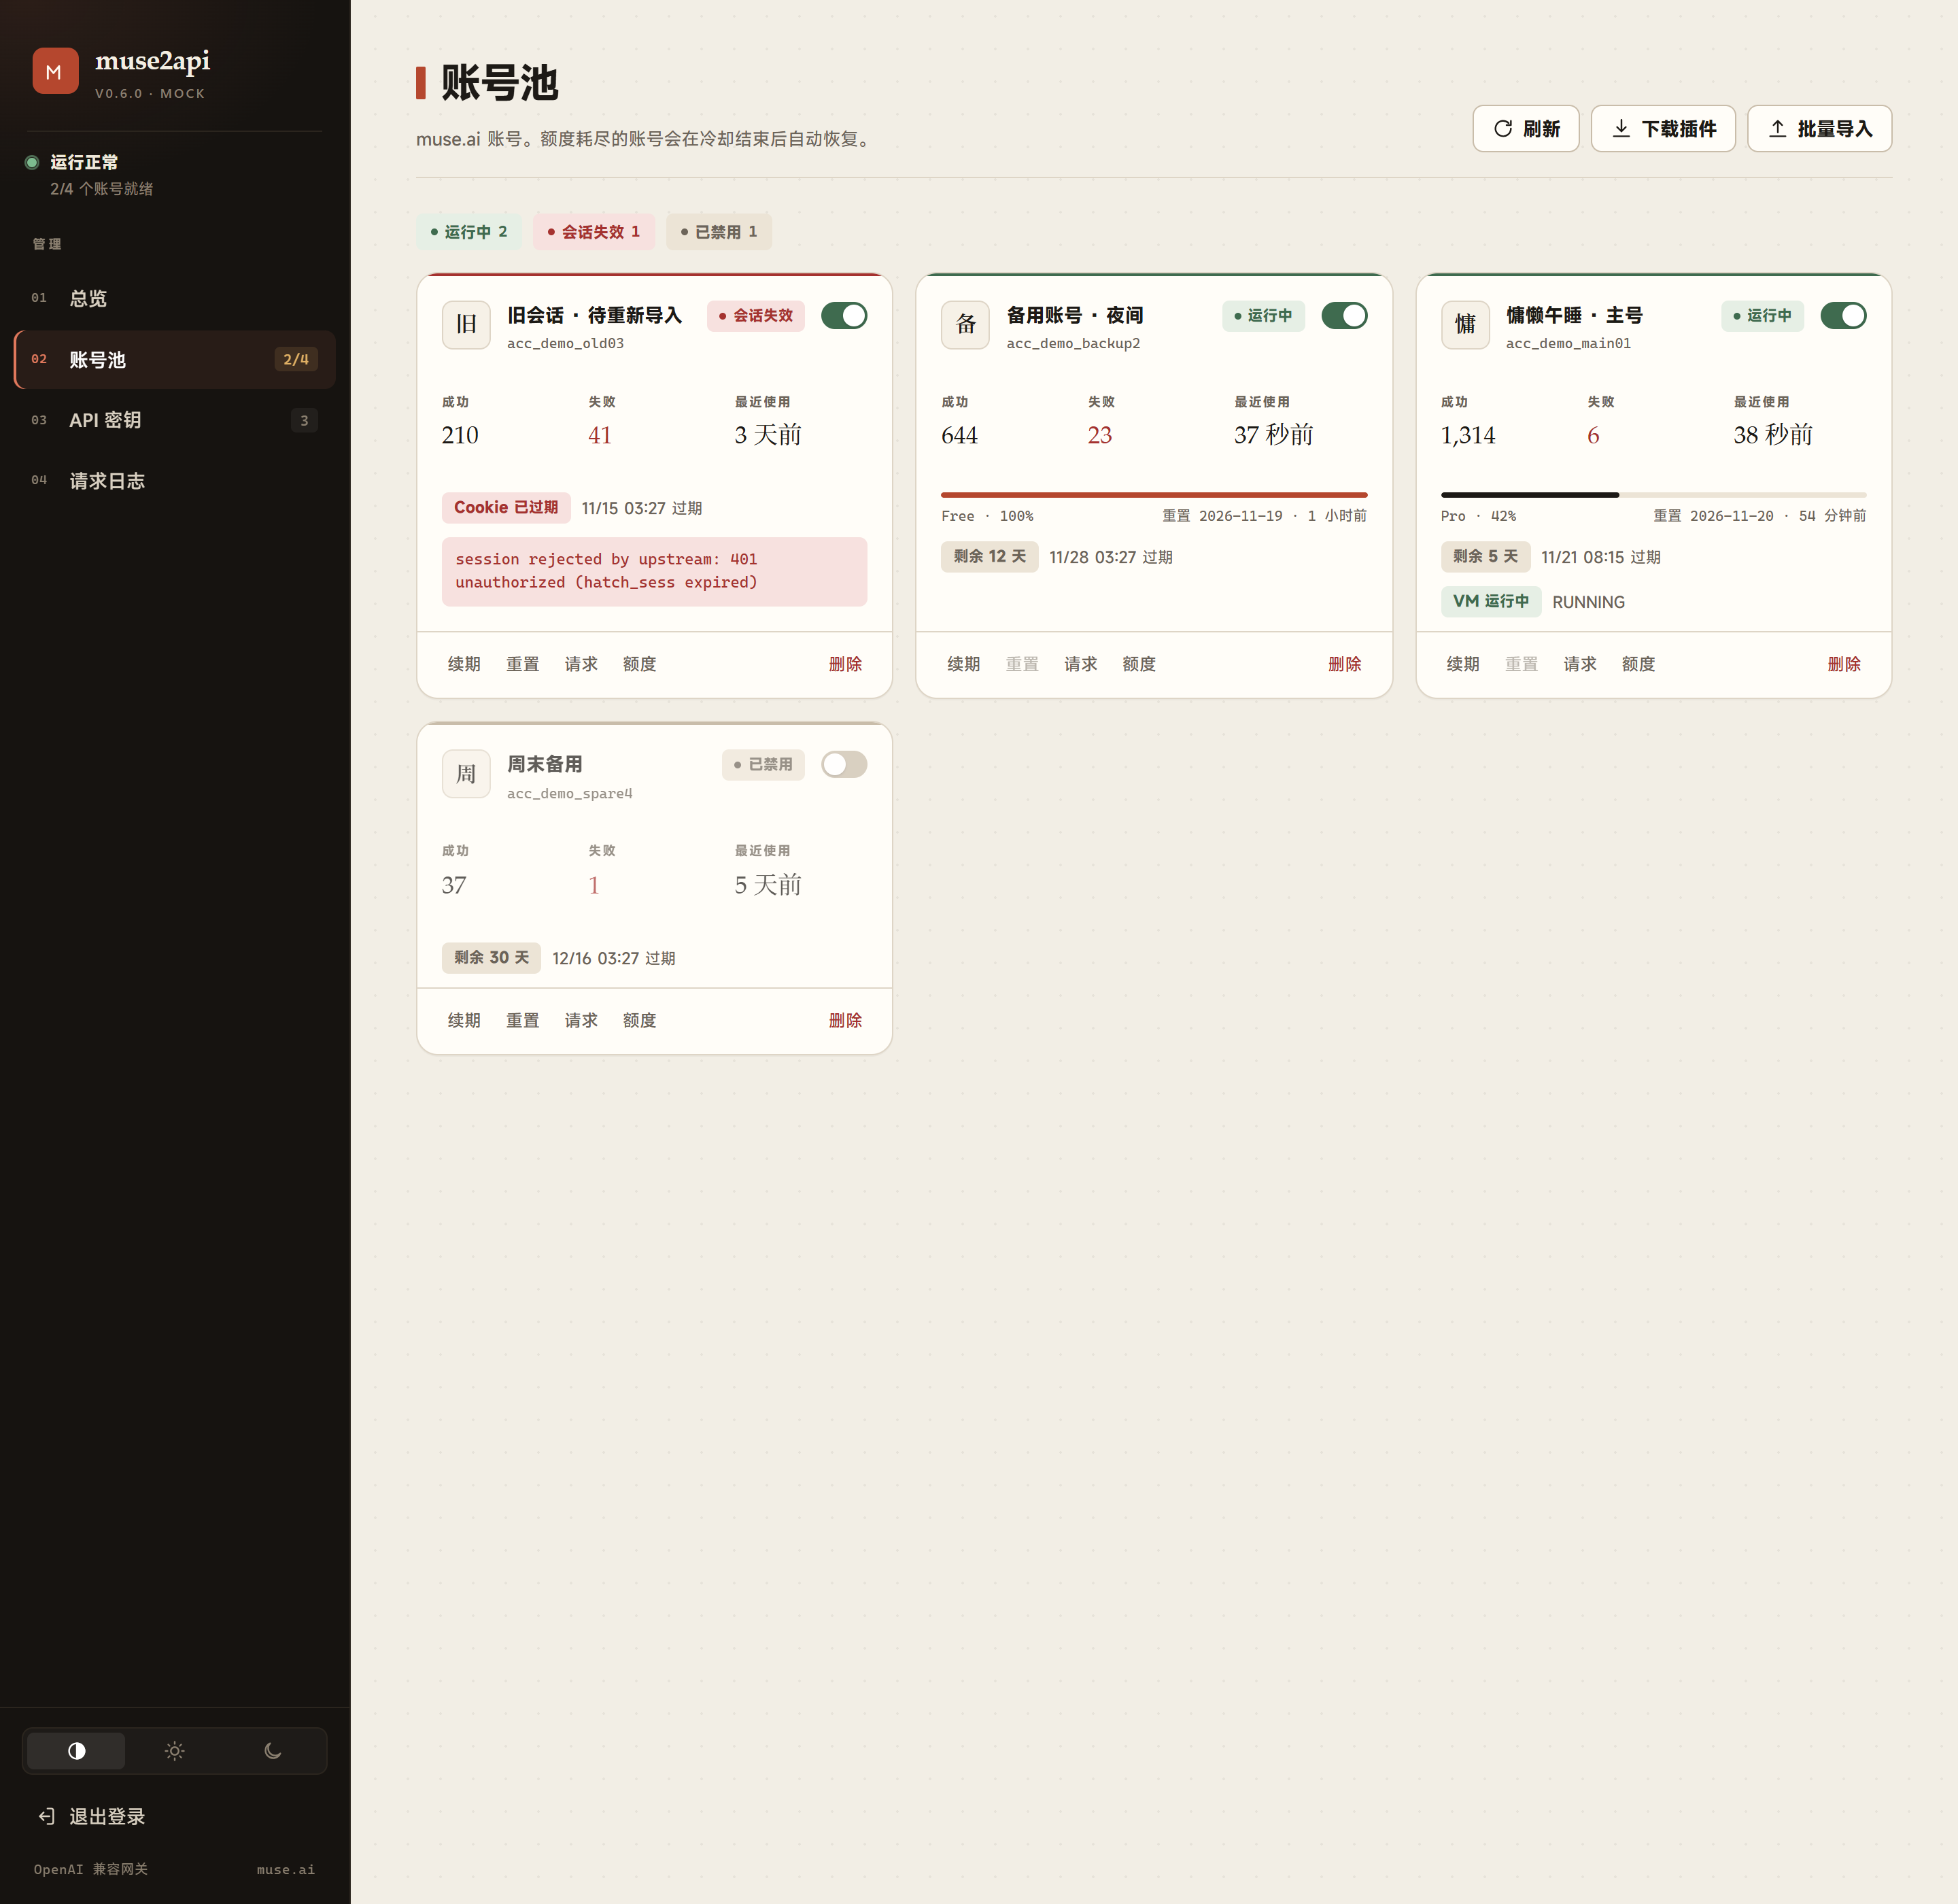 M
muse2api
V0.6.0 · MOCK
运行正常
2/4 个账号就绪
管理
01 总览
02 账号池 2/4
03 API 密钥 3
04 请求日志
退出登录
OpenAI 兼容网关 muse.ai
账号池
muse.ai 账号。额度耗尽的账号会在冷却结束后自动恢复。
刷新 下载插件 批量导入
运行中 2 会话失效 1 已禁用 1
旧 旧会话 · 待重新导入 会话失效
acc_demo_old03
成功 失败 最近使用
210 41 3 天前
Cookie 已过期 11/15 03:27 过期
session rejected by upstream: 401
unauthorized (hatch_sess expired)
续期 重置 请求 额度 删除
备 备用账号 · 夜间 运行中
acc_demo_backup2
成功 失败 最近使用
644 23 37 秒前
Free · 100% 重置 2026-11-19 · 1 小时前
剩余 12 天 11/28 03:27 过期
续期 重置 请求 额度 删除
慵 慵懒午睡 · 主号 运行中
acc_demo_main01
成功 失败 最近使用
1,314 6 38 秒前
Pro · 42% 重置 2026-11-20 · 54 分钟前
剩余 5 天 11/21 08:15 过期
VM 运行中 RUNNING
续期 重置 请求 额度 删除
周 周末备用 已禁用
acc_demo_spare4
成功 失败 最近使用
37 1 5 天前
剩余 30 天 12/16 03:27 过期
续期 重置 请求 额度 删除